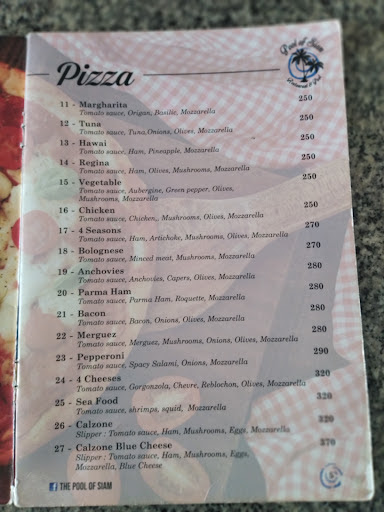 Pool of Siam
Restaurant &
Pizza
11 - Margharita 250
Tomato sauce, Origan, Basilic, Mozzarella
12 - Tuna 250
Tomato sauce, Tuna,Onions, Olives, Mozzarella
13 - Hawai 250
Tomato sauce, Ham, Pineapple, Mozzarella
14 - Regina 250
Tomato sauce, Ham, Olives, Mushrooms, Mozzarella
15 - Vegetable 250
Tomato sauce, Aubergine, Green pepper, Olives,
Mushrooms, Mozzarella
16 - Chicken 250
Tomato sauce, Chicken,, Mushrooms, Olives, Mozzarella
17 - 4 Seasons 270
Tomato sauce, Ham, Artichoke, Mushrooms, Olives, Mozzarella
18 - Bolognese 280
Tomato sauce, Minced meat, Mushrooms, Mozzarella
19 - Anchovies 280
Tomato sauce, Anchovies, Capers, Olives, Mozzarella
20 - Parma Ham 280
Tomato sauce, Parma Ham, Roquette, Mozzarella
21 - Bacon 280
Tomato sauce, Bacon, Onions, Olives, Mozzarella
22 - Merguez 280
Tomato sauce, Merguez, Mushrooms, Onions, Olives, Mozzarella
23 - Pepperoni 290
Tomato sauce, Spacy Salami, Onions, Mozzarella
24 - 4 Cheeses 320
Tomato sauce, Gorgonzola, Chevre, Reblochon, Olives, Mozzarella
25 - Sea Food 320
Tomato sauce, shrimps, squid, Mozzarella
26 - Calzone 320
Slipper : Tomato sauce, Ham, Mushrooms, Eggs, Mozzarella
27 - Calzone Blue Cheese 370
Slipper : Tomato sauce, Ham, Mushrooms, Eggs,
Mozzarella, Blue Cheese
f THE POOL OF SIAM